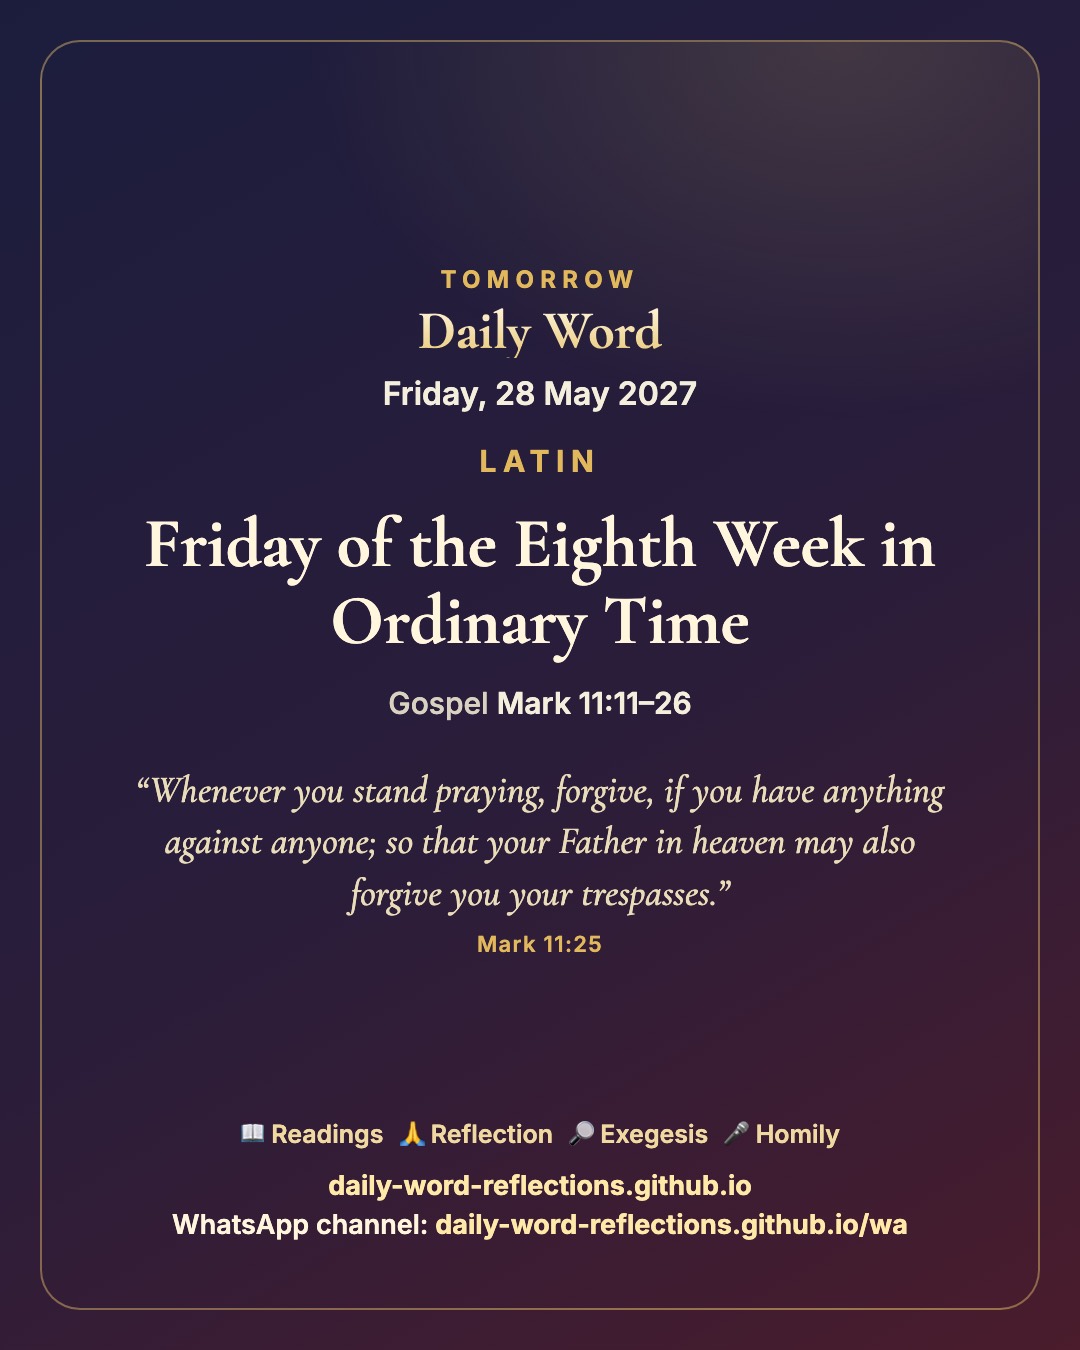 TOMORROW
Daily Word
Friday, 28 May 2027
LATIN
Friday of the Eighth Week in
Ordinary Time
Gospel Mark 11:11–26
“Whenever you stand praying, forgive, if you have anything
against anyone; so that your Father in heaven may also
forgive you your trespasses.”
Mark 11:25
📖 Readings 🙏 Reflection 🔎 Exegesis 🎤 Homily
daily-word-reflections.github.io
WhatsApp channel: daily-word-reflections.github.io/wa